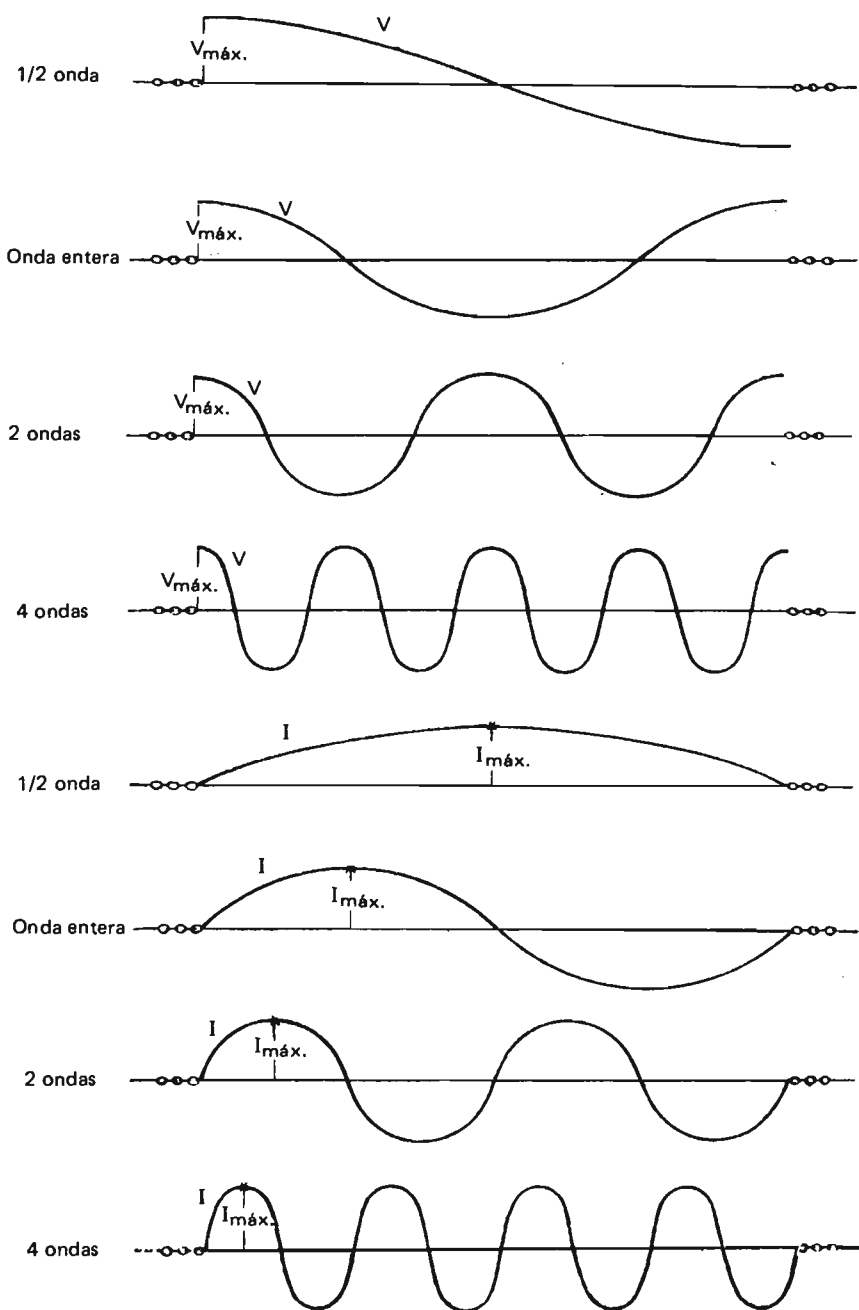 V
Vmáx.
1/2 onda
V
Vmáx.
Onda entera
V
Vmáx.
2 ondas
V
Vmáx.
4 ondas
I
Imáx.
1/2 onda
I
Imáx.
Onda entera
I
Imáx.
2 ondas
I
Imáx.
4 ondas